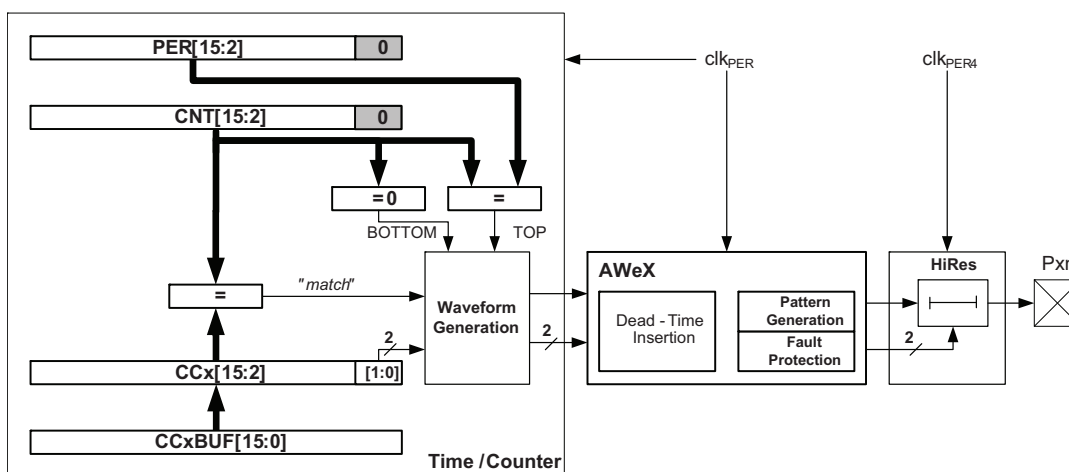 PER[15:2]
0
clkPER
clkPER4
CNT[15:2]
0
= 0
=
BOTTOM
TOP
AWeX
HiRes
Pxn
"match"
=
Waveform
Generation
Dead - Time
Insertion
Pattern
Generation
Fault
Protection
2
2
2
CCx[15:2]
[1:0]
CCxBUF[15:0]
Time /Counter